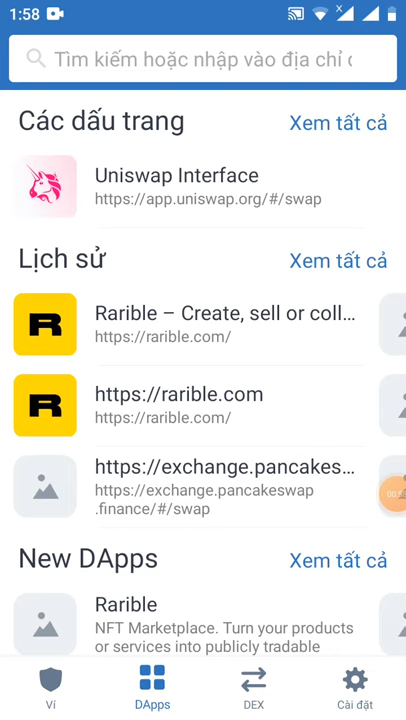 1:58
Tìm kiếm hoặc nhập vào địa chỉ c
Các dấu trang
Xem tất cả
Uniswap Interface
https://app.uniswap.org/#/swap
Lịch sử
Xem tất cả
R
Rarible – Create, sell or coll…
https://rarible.com/
R
https://rarible.com
https://rarible.com/
https://exchange.pancakes…
https://exchange.pancakeswap
.finance/#/swap
New DApps
Xem tất cả
Rarible
NFT Marketplace. Turn your products
or services into publicly tradable
Ví
DApps
DEX
Cài đặt